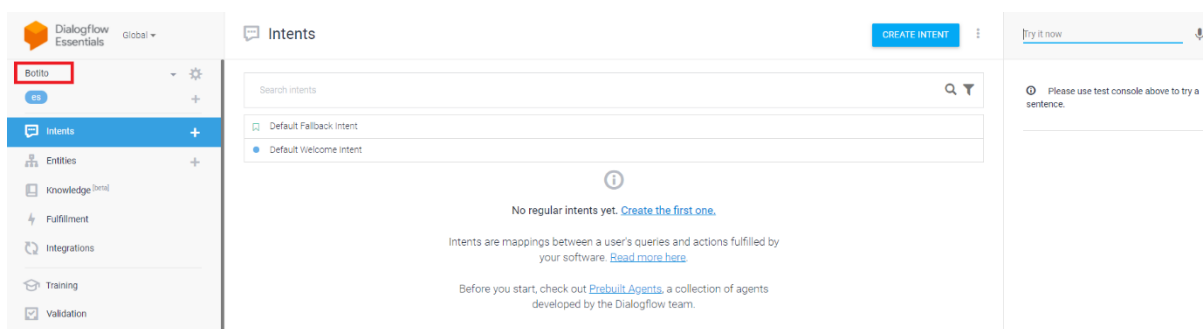 Dialogflow
Essentials
Global
Botito
es
Intents
Entities
Knowledge [beta]
Fulfillment
Integrations
Training
Validation
Intents
CREATE INTENT
Search intents
Default Fallback Intent
Default Welcome Intent
No regular intents yet. Create the first one.
Intents are mappings between a user's queries and actions fulfilled by
your software. Read more here.
Before you start, check out Prebuilt Agents, a collection of agents
developed by the Dialogflow team.
Try it now
Please use test console above to try a
sentence.